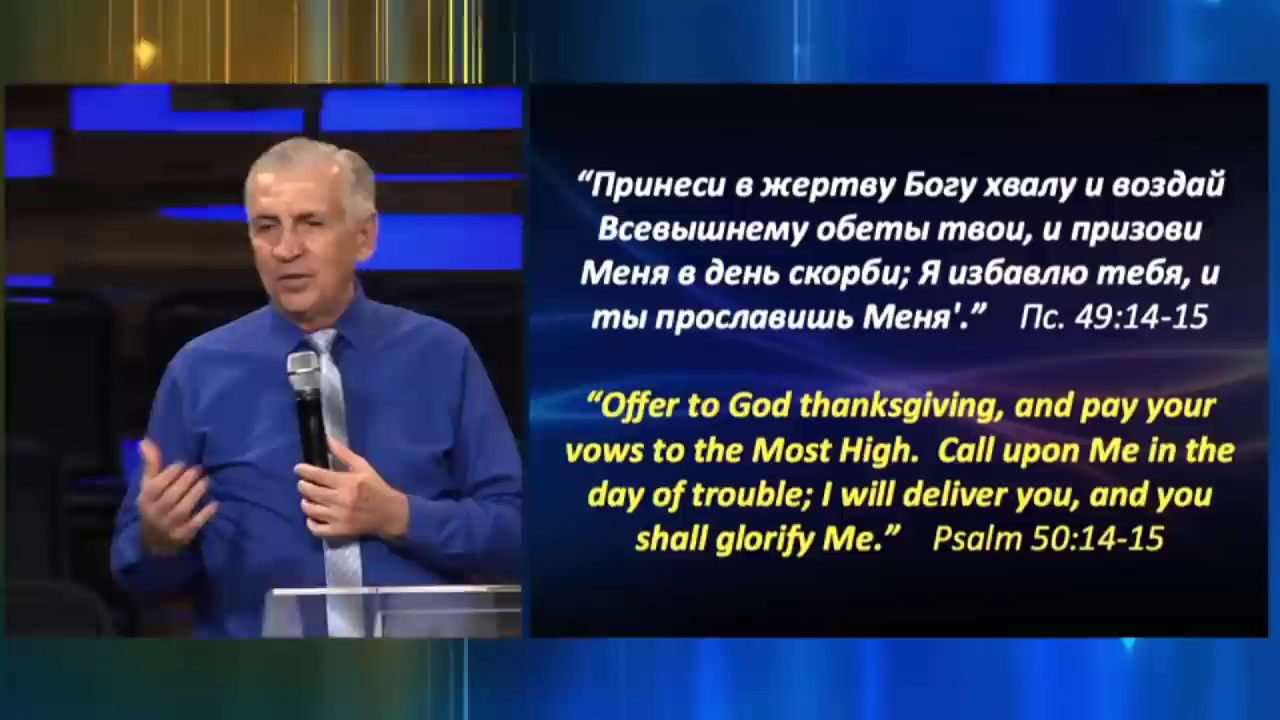 “Принеси в жертву Богу хвалу и воздай
Всевышнему обеты твои, и призови
Меня в день скорби; Я избавлю тебя, и
ты прославишь Меня'.” Пс. 49:14-15
“Offer to God thanksgiving, and pay your
vows to the Most High. Call upon Me in the
day of trouble; I will deliver you, and you
shall glorify Me.” Psalm 50:14-15